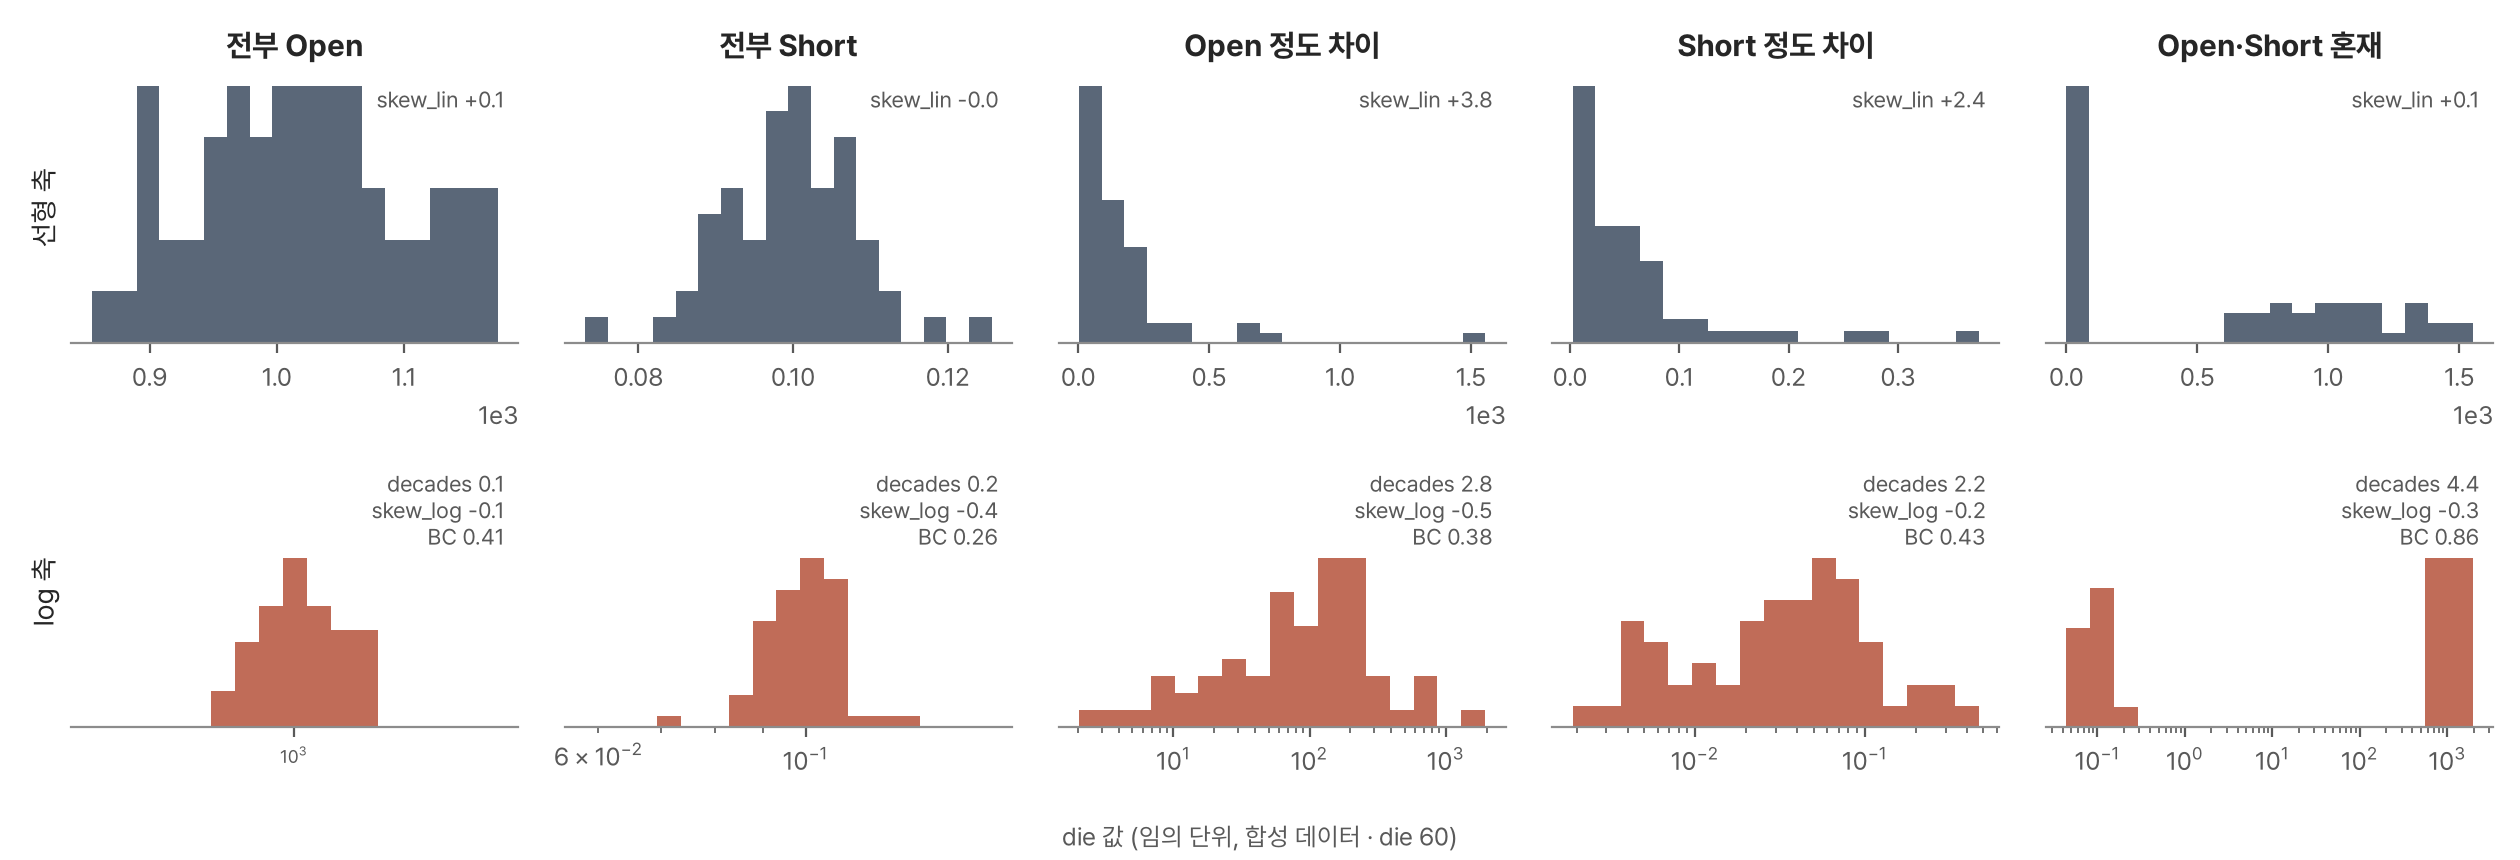 전부 Open
전부 Short
Open 정도 차이
Short 정도 차이
Open·Short 혼재
선형 축
skew_lin +0.1
skew_lin -0.0
skew_lin +3.8
skew_lin +2.4
skew_lin +0.1
0.9 1.0 1.1
1e3
0.08 0.10 0.12
0.0 0.5 1.0 1.5
1e3
0.0 0.1 0.2 0.3
0.0 0.5 1.0 1.5
1e3
log 축
decades 0.1
skew_log -0.1
BC 0.41
decades 0.2
skew_log -0.4
BC 0.26
decades 2.8
skew_log -0.5
BC 0.38
decades 2.2
skew_log -0.2
BC 0.43
decades 4.4
skew_log -0.3
BC 0.86
10³
6 × 10⁻² 10⁻¹
10¹ 10² 10³
10⁻² 10⁻¹
10⁻¹ 10⁰ 10¹ 10² 10³
die 값 (임의 단위, 합성 데이터 · die 60)